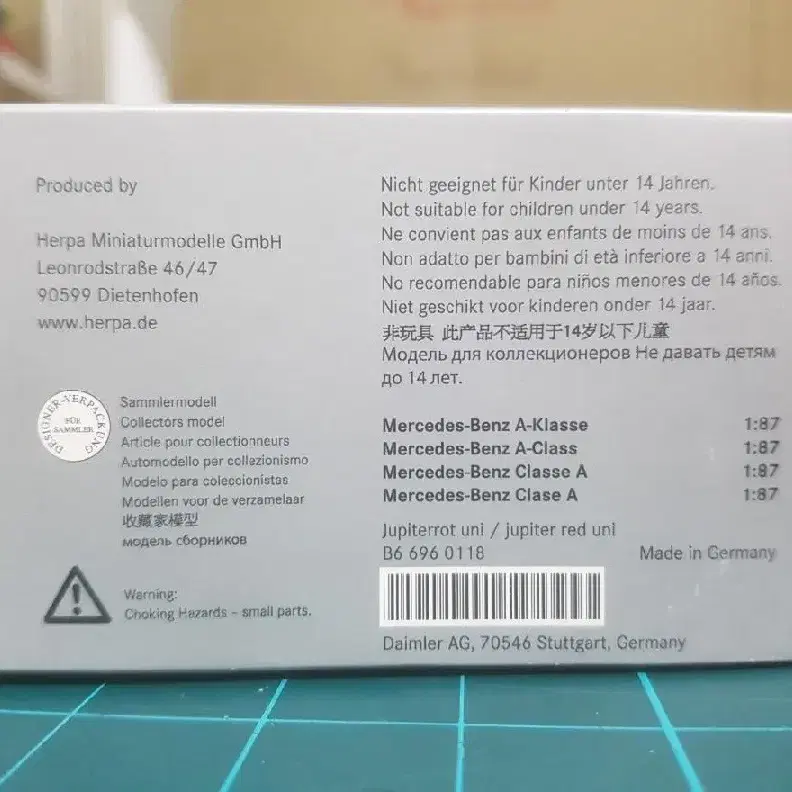 Produced by
Herpa Miniaturmodelle GmbH
Leonrodstraße 46/47
90599 Dietenhofen
www.herpa.de
DESIGNER-VERPACKUNG
FÜR
SAMMLER
Sammlermodell
Collectors model
Article pour collectionneurs
Automodello per collezionismo
Modelo para coleccionistas
Modellen voor de verzamelaar
收藏家模型
модель сборников
Warning:
Choking Hazards – small parts.
Nicht geeignet für Kinder unter 14 Jahren.
Not suitable for children under 14 years.
Ne convient pas aux enfants de moins de 14 ans.
Non adatto per bambini di età inferiore a 14 anni.
No recomendable para niños menores de 14 años.
Niet geschikt voor kinderen onder 14 jaar.
非玩具 此产品不适用于14岁以下儿童
Модель для коллекционеров Не давать детям
до 14 лет.
Mercedes-Benz A-Klasse 1:87
Mercedes-Benz A-Class 1:87
Mercedes-Benz Classe A 1:87
Mercedes-Benz Clase A 1:87
Jupiterrot uni / jupiter red uni
B6 696 0118 Made in Germany
Daimler AG, 70546 Stuttgart, Germany